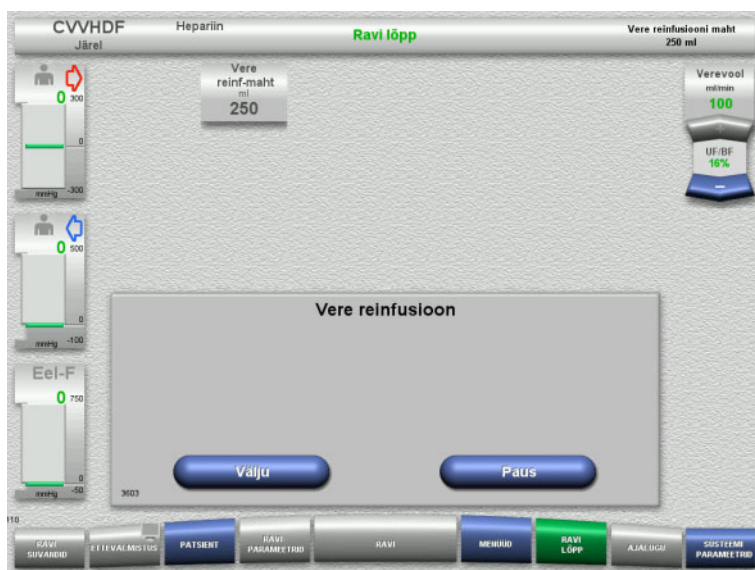 CVVHDF
Järel
Hepariin
Ravi lõpp
Vere reinfusiooni maht
250 ml
0
300
0
-300
mmHg
Vere
reinf-maht
ml
250
Verevool
ml/min
100
+
UF/BF
16%
−
0
500
0
-100
mmHg
Eel-F
0
750
0
-50
mmHg
Vere reinfusioon
Välju
Paus
3603
110
RAVI
SUVANDID
ETTEVALMISTUS
PATSIENT
RAVI
PARAMEETRID
RAVI
MENÜÜD
RAVI
LÕPP
AJALUGU
SÜSTEEMI
PARAMEETRID